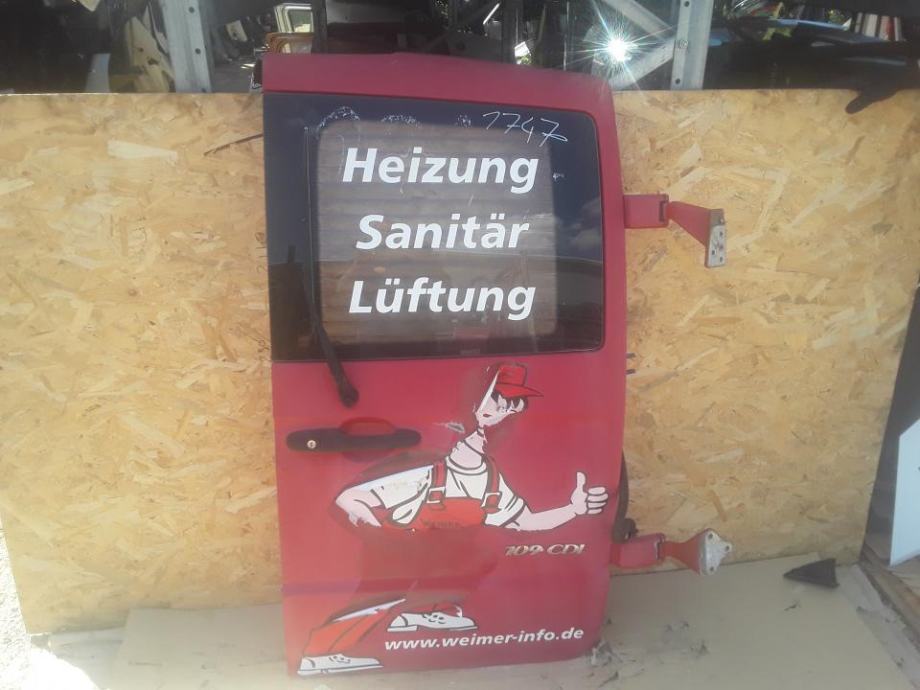 1747
Heizung
Sanitär
Lüftung
109 CDI
www.weimer-info.de